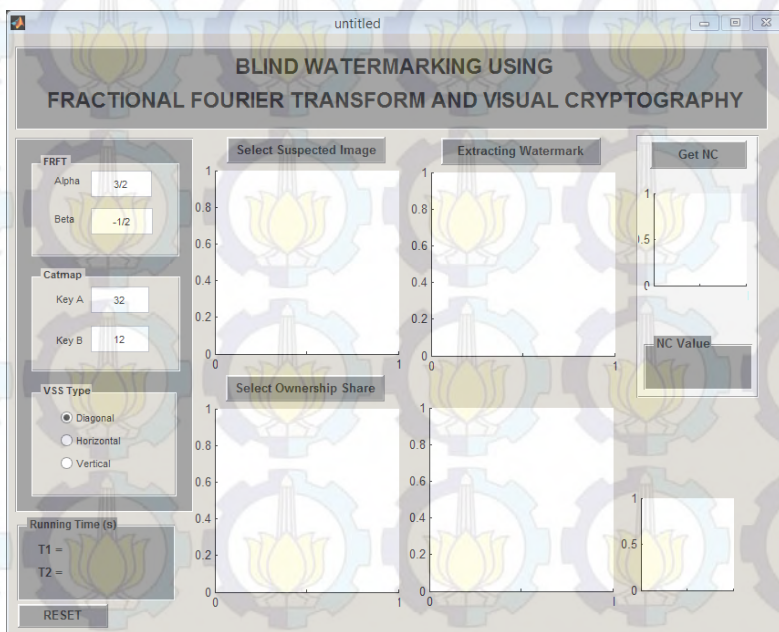 untitled
BLIND WATERMARKING USING
FRACTIONAL FOURIER TRANSFORM AND VISUAL CRYPTOGRAPHY
FRFT
Alpha 3/2
Beta -1/2
Catmap
Key A 32
Key B 12
VSS Type
Diagonal
Horizontal
Vertical
Running Time (s)
T1 =
T2 =
RESET
Select Suspected Image
1
0.8
0.6
0.4
0.2
0
0 1
Select Ownership Share
1
0.8
0.6
0.4
0.2
0
0 1
Extracting Watermark
1
0.8
0.6
0.4
0.2
0
0 1
1
0.8
0.6
0.4
0.2
0
0 1
Get NC
1
0.5
0
NC Value
1
0.5
0